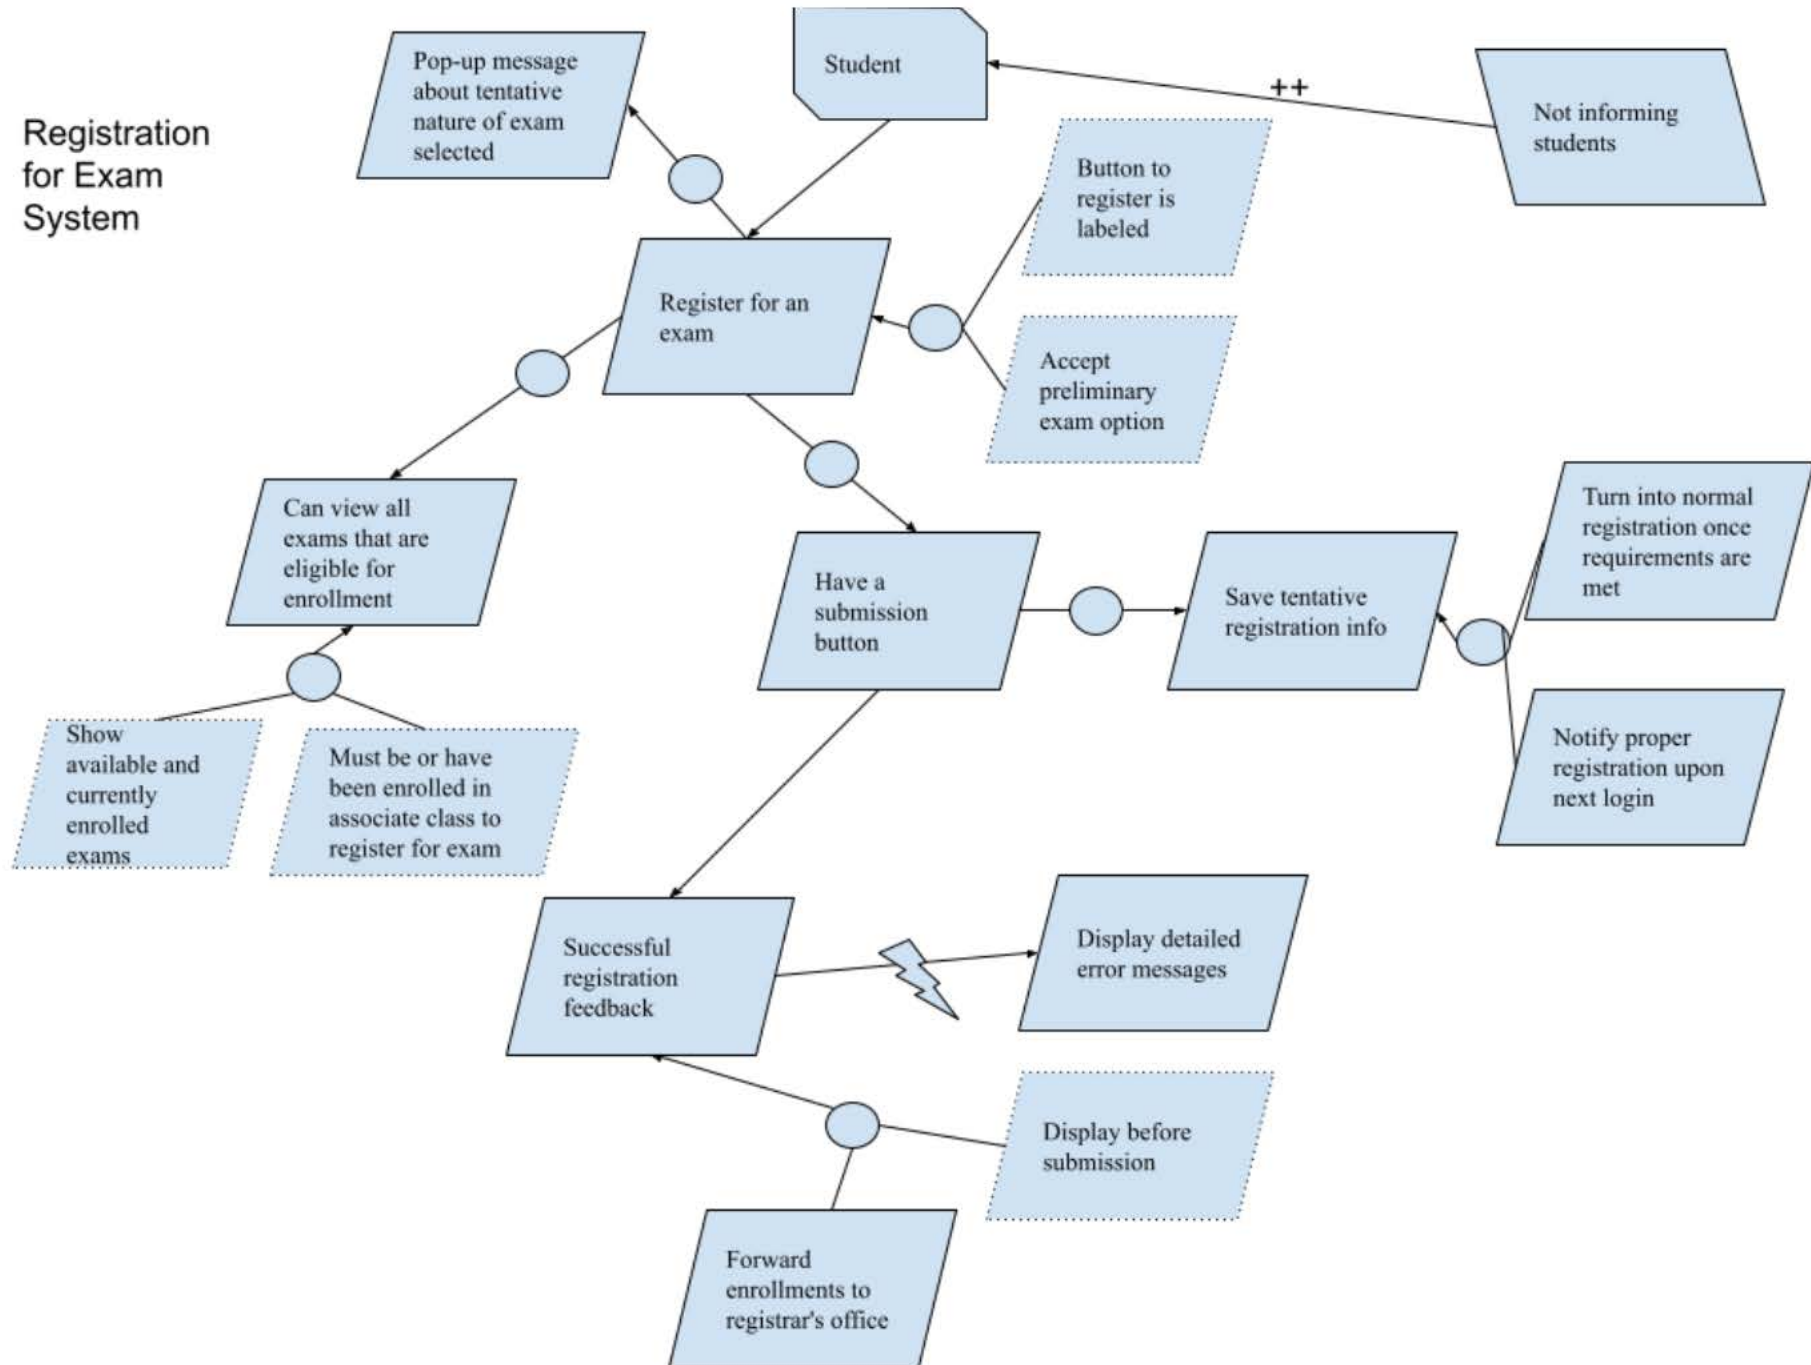 Registration
for Exam
System
Pop-up message
about tentative
nature of exam
selected
Student
++
Not informing
students
Button to
register is
labeled
Register for an
exam
Accept
preliminary
exam option
Can view all
exams that are
eligible for
enrollment
Have a
submission
button
Save tentative
registration info
Turn into normal
registration once
requirements are
met
Notify proper
registration upon
next login
Show
available and
currently
enrolled
exams
Must be or have
been enrolled in
associate class to
register for exam
Successful
registration
feedback
Display detailed
error messages
Display before
submission
Forward
enrollments to
registrar's office